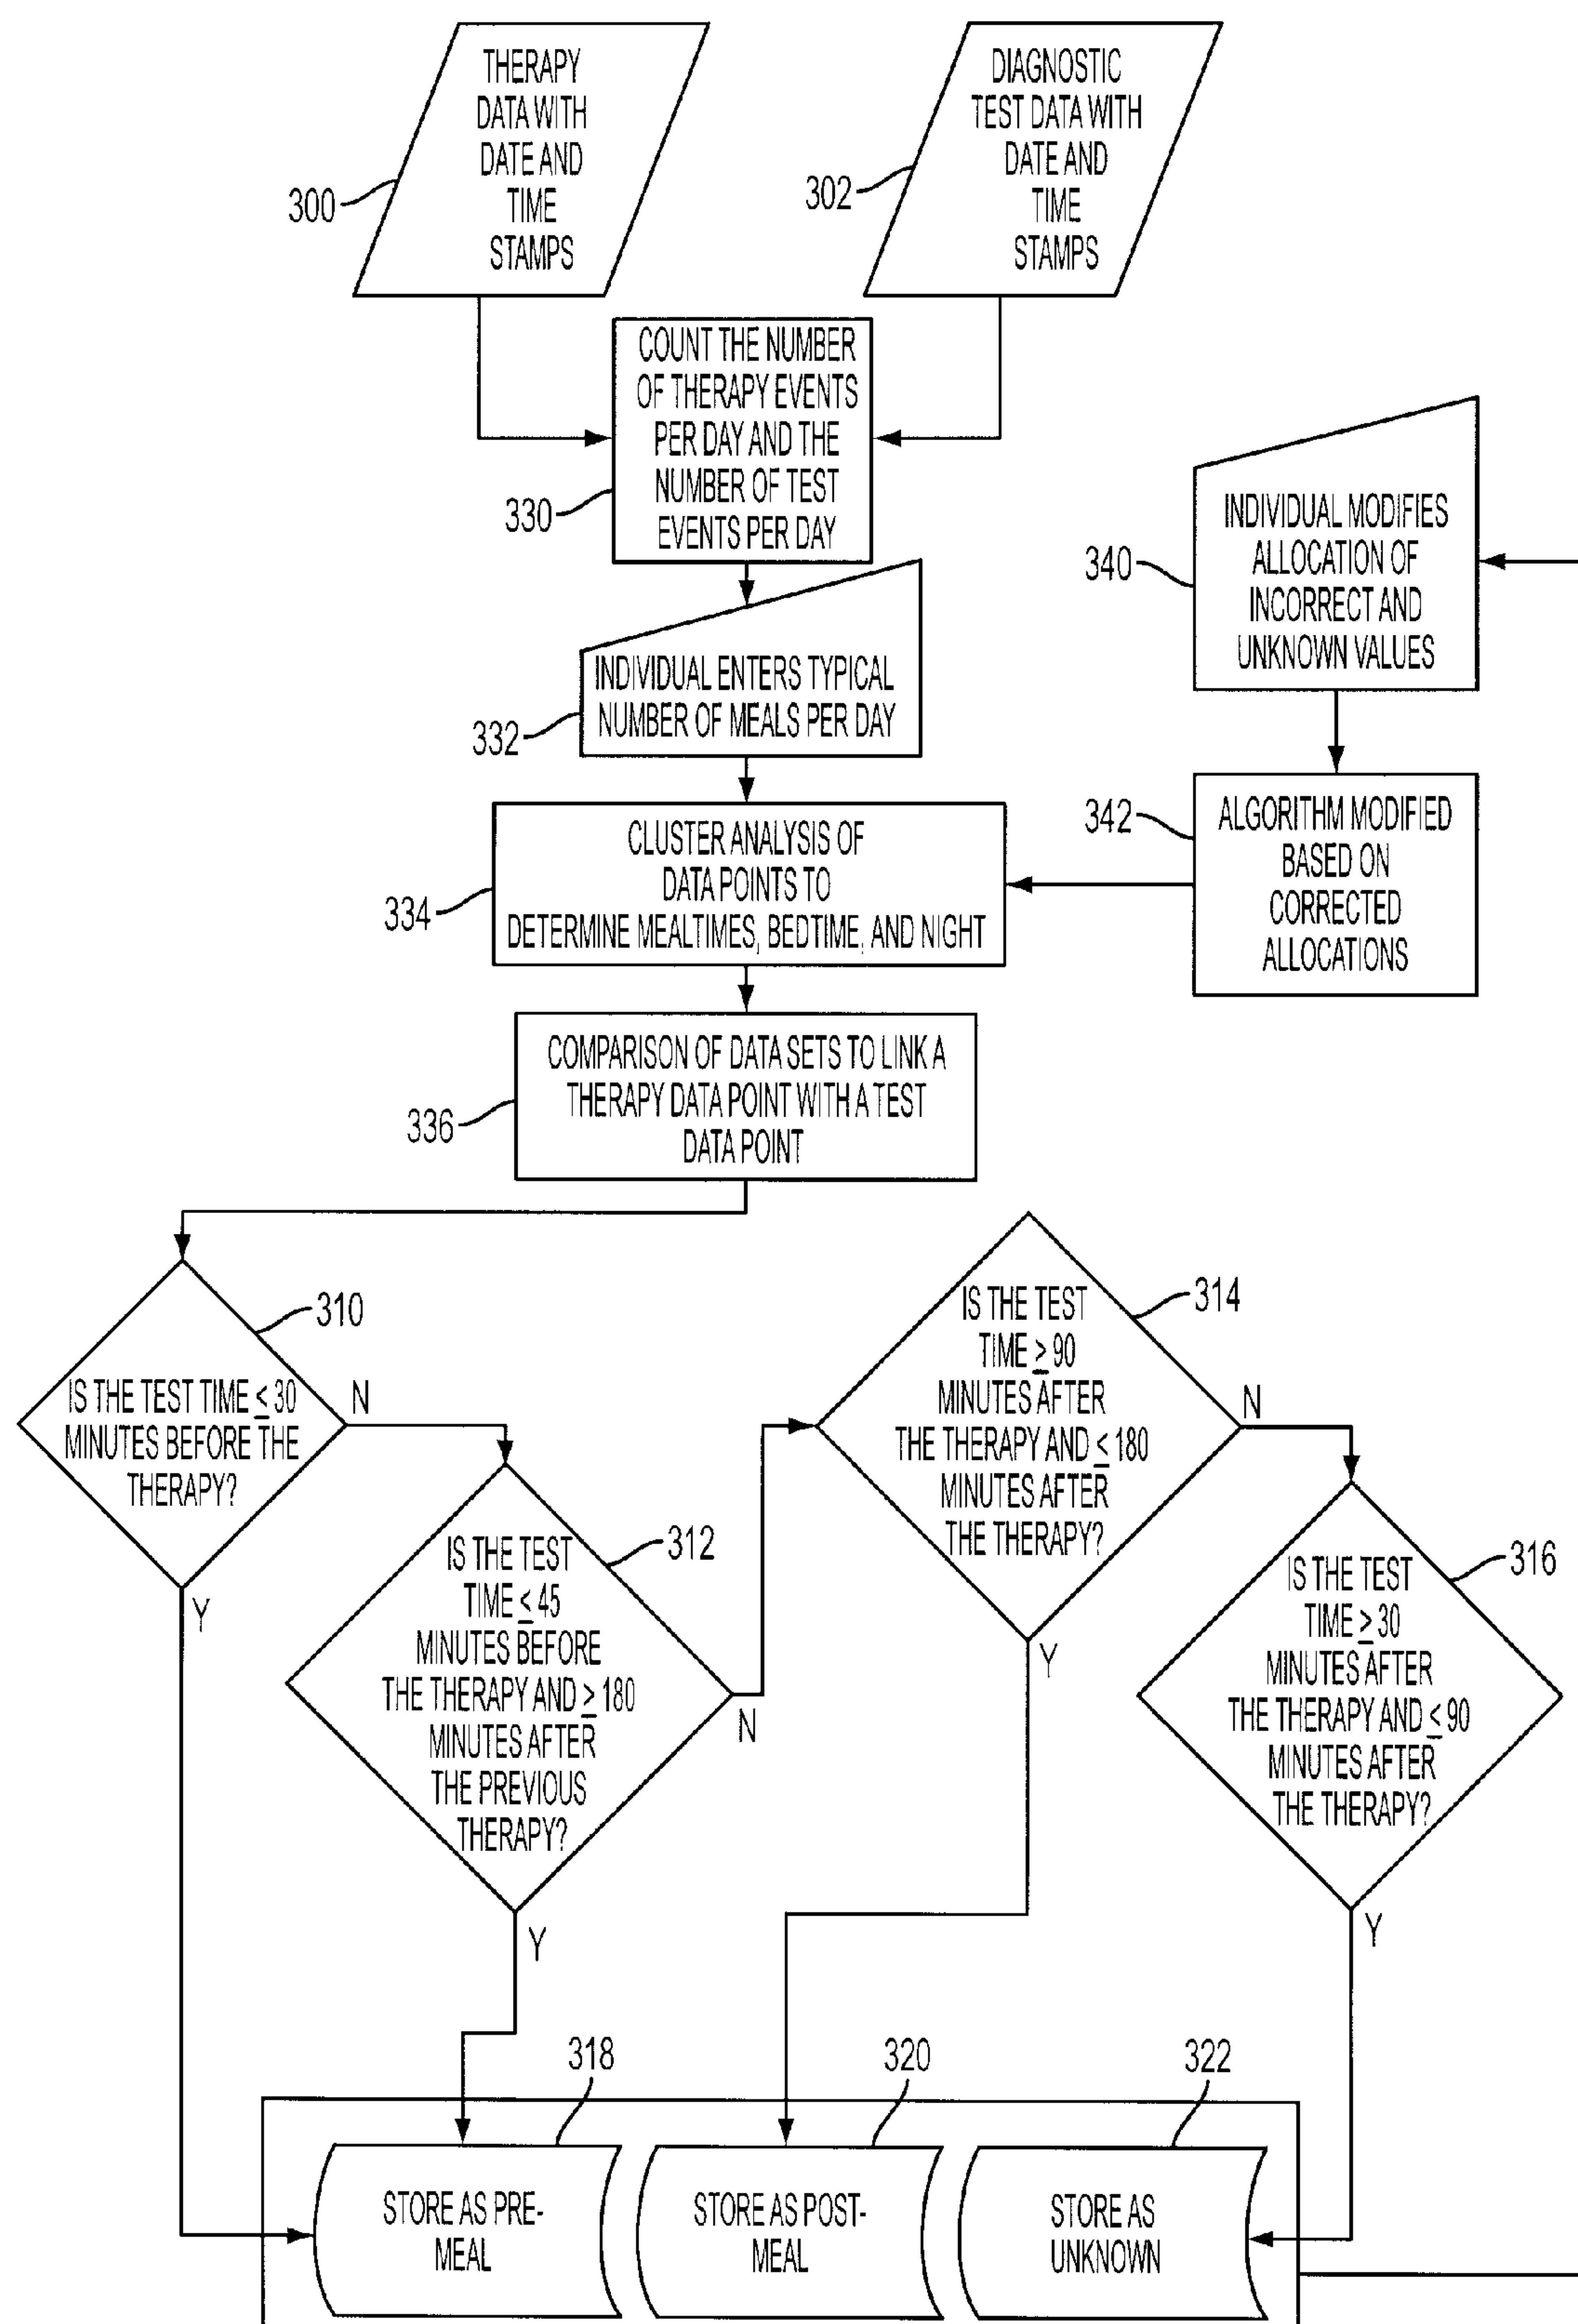 THERAPY
DATA WITH
DATE AND
TIME
STAMPS
300
DIAGNOSTIC
TEST DATA WITH
DATE AND
TIME
STAMPS
302
COUNT THE NUMBER
OF THERAPY EVENTS
PER DAY AND THE
NUMBER OF TEST
EVENTS PER DAY
330
INDIVIDUAL ENTERS TYPICAL
NUMBER OF MEALS PER DAY
332
INDIVIDUAL MODIFIES
ALLOCATION OF
INCORRECT AND
UNKNOWN VALUES
340
ALGORITHM MODIFIED
BASED ON
CORRECTED
ALLOCATIONS
342
CLUSTER ANALYSIS OF
DATA POINTS TO
DETERMINE MEALTIMES, BEDTIME, AND NIGHT
334
COMPARISON OF DATA SETS TO LINK A
THERAPY DATA POINT WITH A TEST
DATA POINT
336
310
IS THE TEST TIME ≤ 30
MINUTES BEFORE THE
THERAPY?
N
Y
312
IS THE TEST
TIME ≤ 45
MINUTES BEFORE
THE THERAPY AND ≥ 180
MINUTES AFTER
THE PREVIOUS
THERAPY?
N
Y
314
IS THE TEST
TIME ≥ 90
MINUTES AFTER
THE THERAPY AND ≤ 180
MINUTES AFTER
THE THERAPY?
N
Y
316
IS THE TEST
TIME ≥ 30
MINUTES AFTER
THE THERAPY AND ≤ 90
MINUTES AFTER
THE THERAPY?
Y
318
STORE AS PRE-
MEAL
320
STORE AS POST-
MEAL
322
STORE AS
UNKNOWN